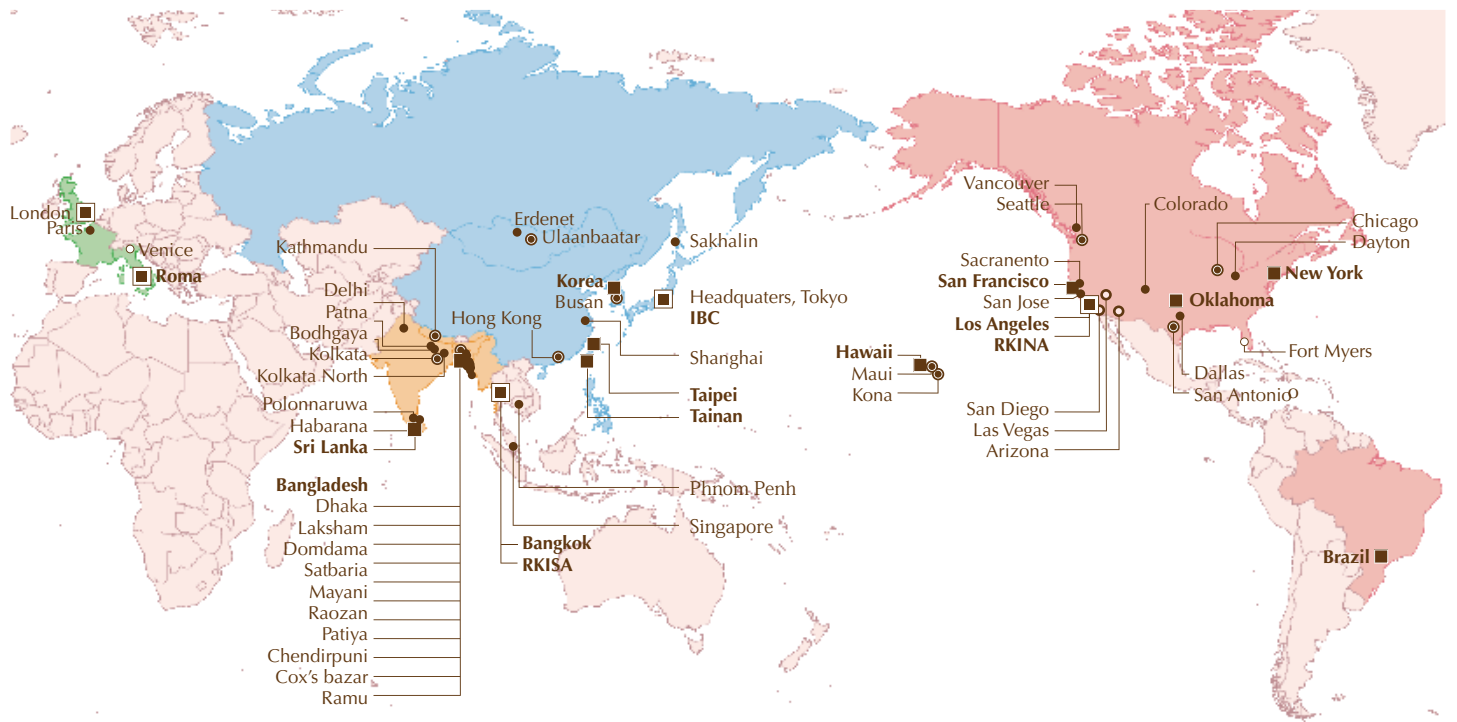 London
Paris
Venice
Roma
Kathmandu
Delhi
Patna
Bodhgaya
Kolkata
Kolkata North
Polonnaruwa
Habarana
Sri Lanka
Bangladesh
Dhaka
Laksham
Domdama
Satbaria
Mayani
Raozan
Patiya
Chendirpuni
Cox's bazar
Ramu
Erdenet
Ulaanbaatar
Sakhalin
Korea
Busan
Headquaters, Tokyo
IBC
Hong Kong
Shanghai
Taipei
Tainan
Phnom Penh
Singapore
Bangkok
RKISA
Hawaii
Maui
Kona
Vancouver
Seattle
Sacranento
San Francisco
San Jose
Los Angeles
RKINA
San Diego
Las Vegas
Arizona
Colorado
Chicago
Dayton
New York
Oklahoma
Fort Myers
Dallas
San Antonio
Brazil